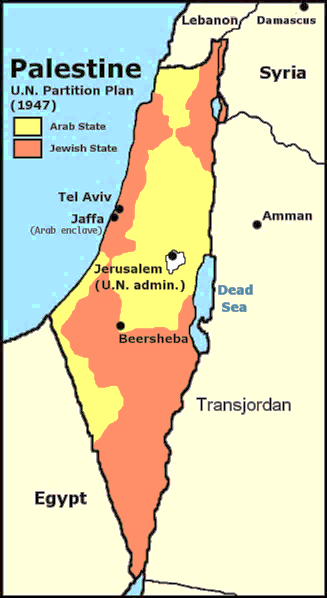 Lebanon
Damascus
Palestine
U.N. Partition Plan
(1947)
Syria
Arab State
Jewish State
Tel Aviv
Jaffa
(Arab enclave)
Amman
Jerusalem
(U.N. admin.)
Dead
Sea
Beersheba
Transjordan
Egypt